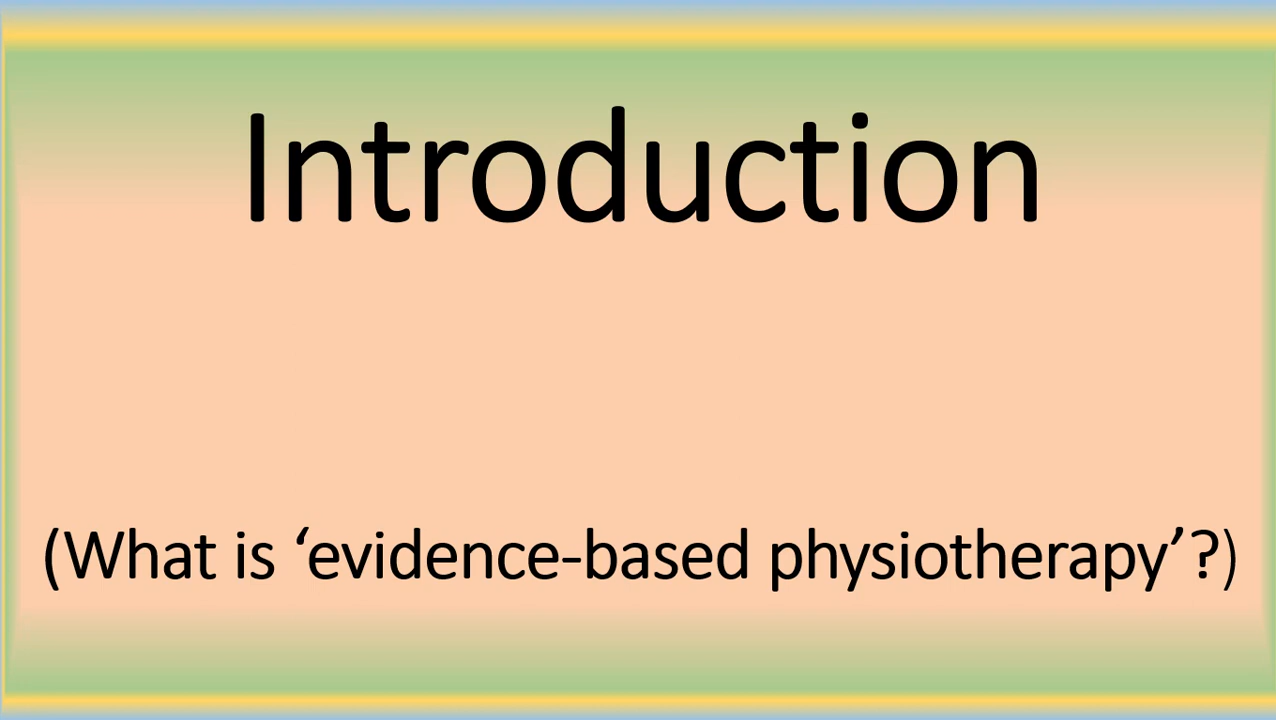 Introduction
(What is ‘evidence-based physiotherapy’?)